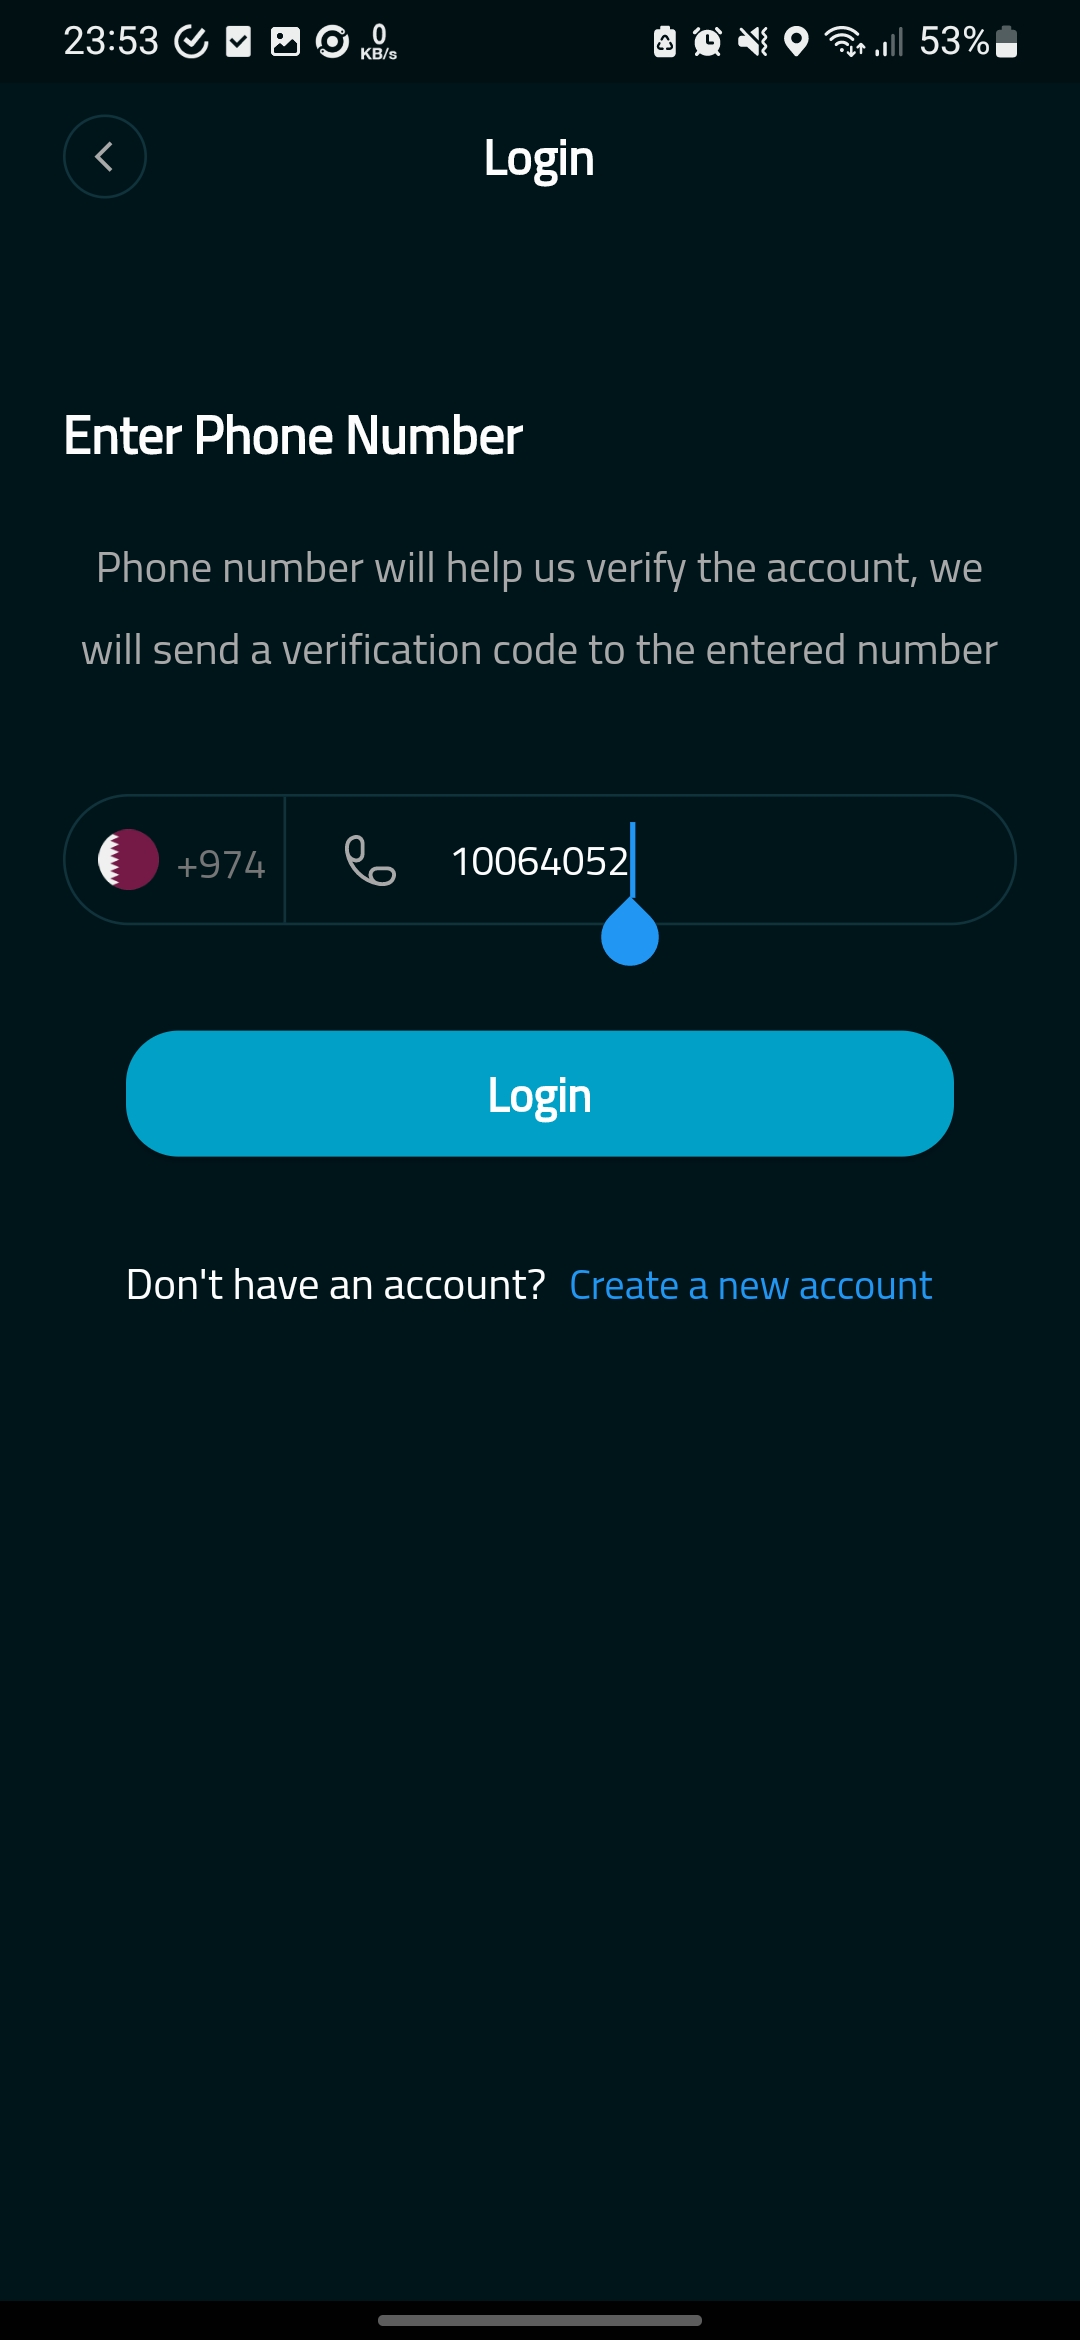 23:53 0 KB/s 53%
Login
Enter Phone Number
Phone number will help us verify the account, we
will send a verification code to the entered number
+974 10064052
Login
Don't have an account? Create a new account